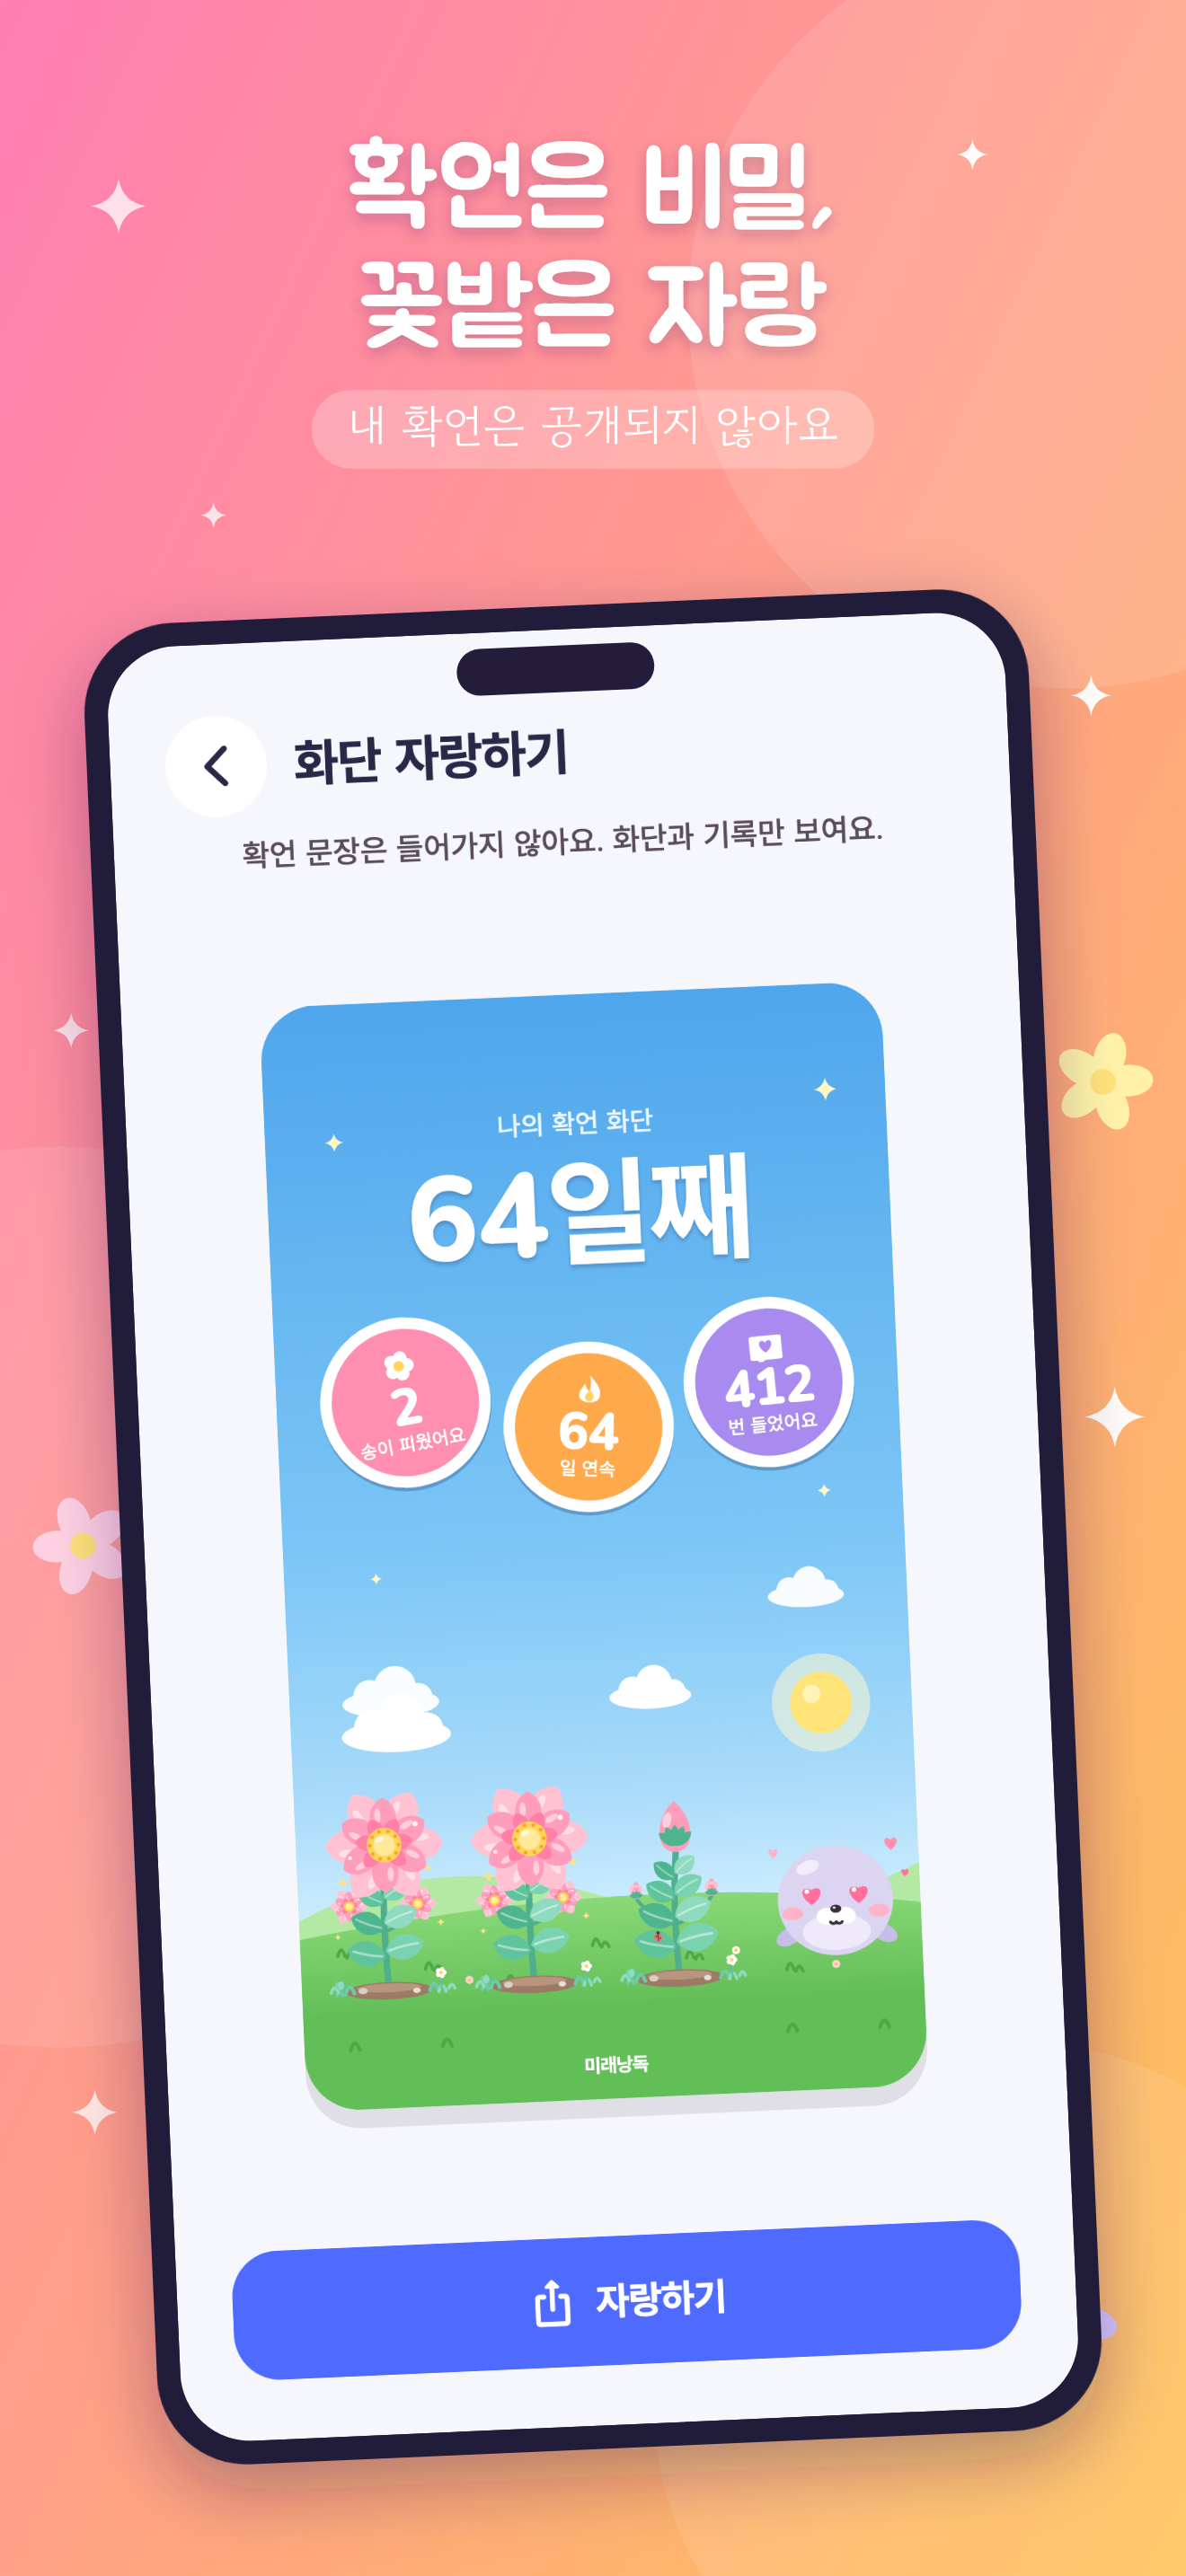 확언은 비밀,
꽃밭은 자랑
내 확언은 공개되지 않아요
화단 자랑하기
확언 문장은 들어가지 않아요. 화단과 기록만 보여요.
나의 확언 화단
64일째
2
송이 피웠어요
64
일 연속
412
번 들었어요
미래낭독
자랑하기